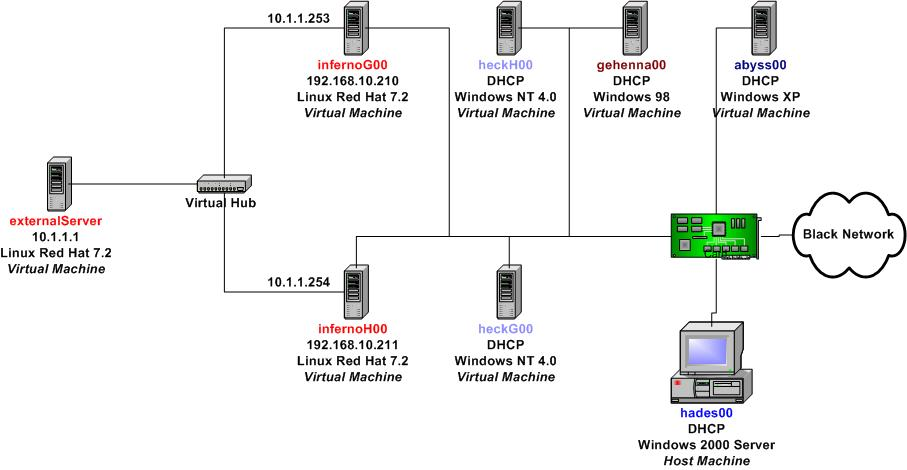 10.1.1.253
infernoG00
192.168.10.210
Linux Red Hat 7.2
Virtual Machine
heckH00
DHCP
Windows NT 4.0
Virtual Machine
gehenna00
DHCP
Windows 98
Virtual Machine
abyss00
DHCP
Windows XP
Virtual Machine
externalServer
10.1.1.1
Linux Red Hat 7.2
Virtual Machine
Virtual Hub
Black Network
10.1.1.254
infernoH00
192.168.10.211
Linux Red Hat 7.2
Virtual Machine
heckG00
DHCP
Windows NT 4.0
Virtual Machine
hades00
DHCP
Windows 2000 Server
Host Machine